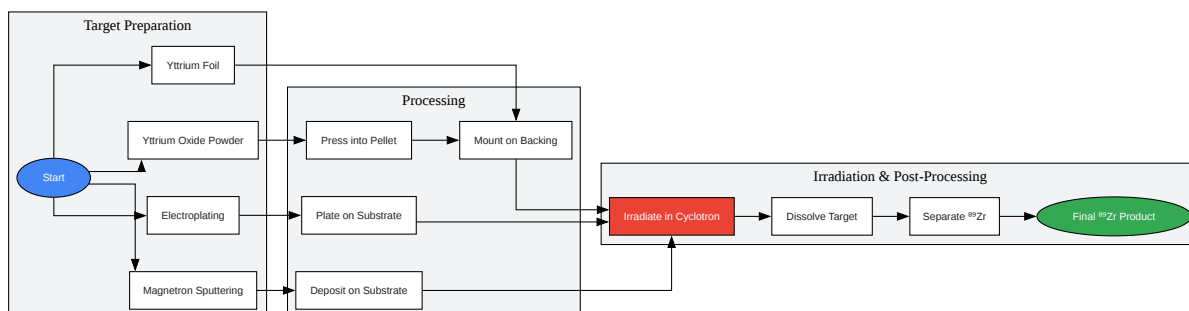 Target Preparation
Yttrium Foil
Processing
Yttrium Oxide Powder
Press into Pellet
Mount on Backing
Start
Irradiation & Post-Processing
Electroplating
Plate on Substrate
Irradiate in Cyclotron
Dissolve Target
Separate ⁸⁹Zr
Final ⁸⁹Zr Product
Magnetron Sputtering
Deposit on Substrate